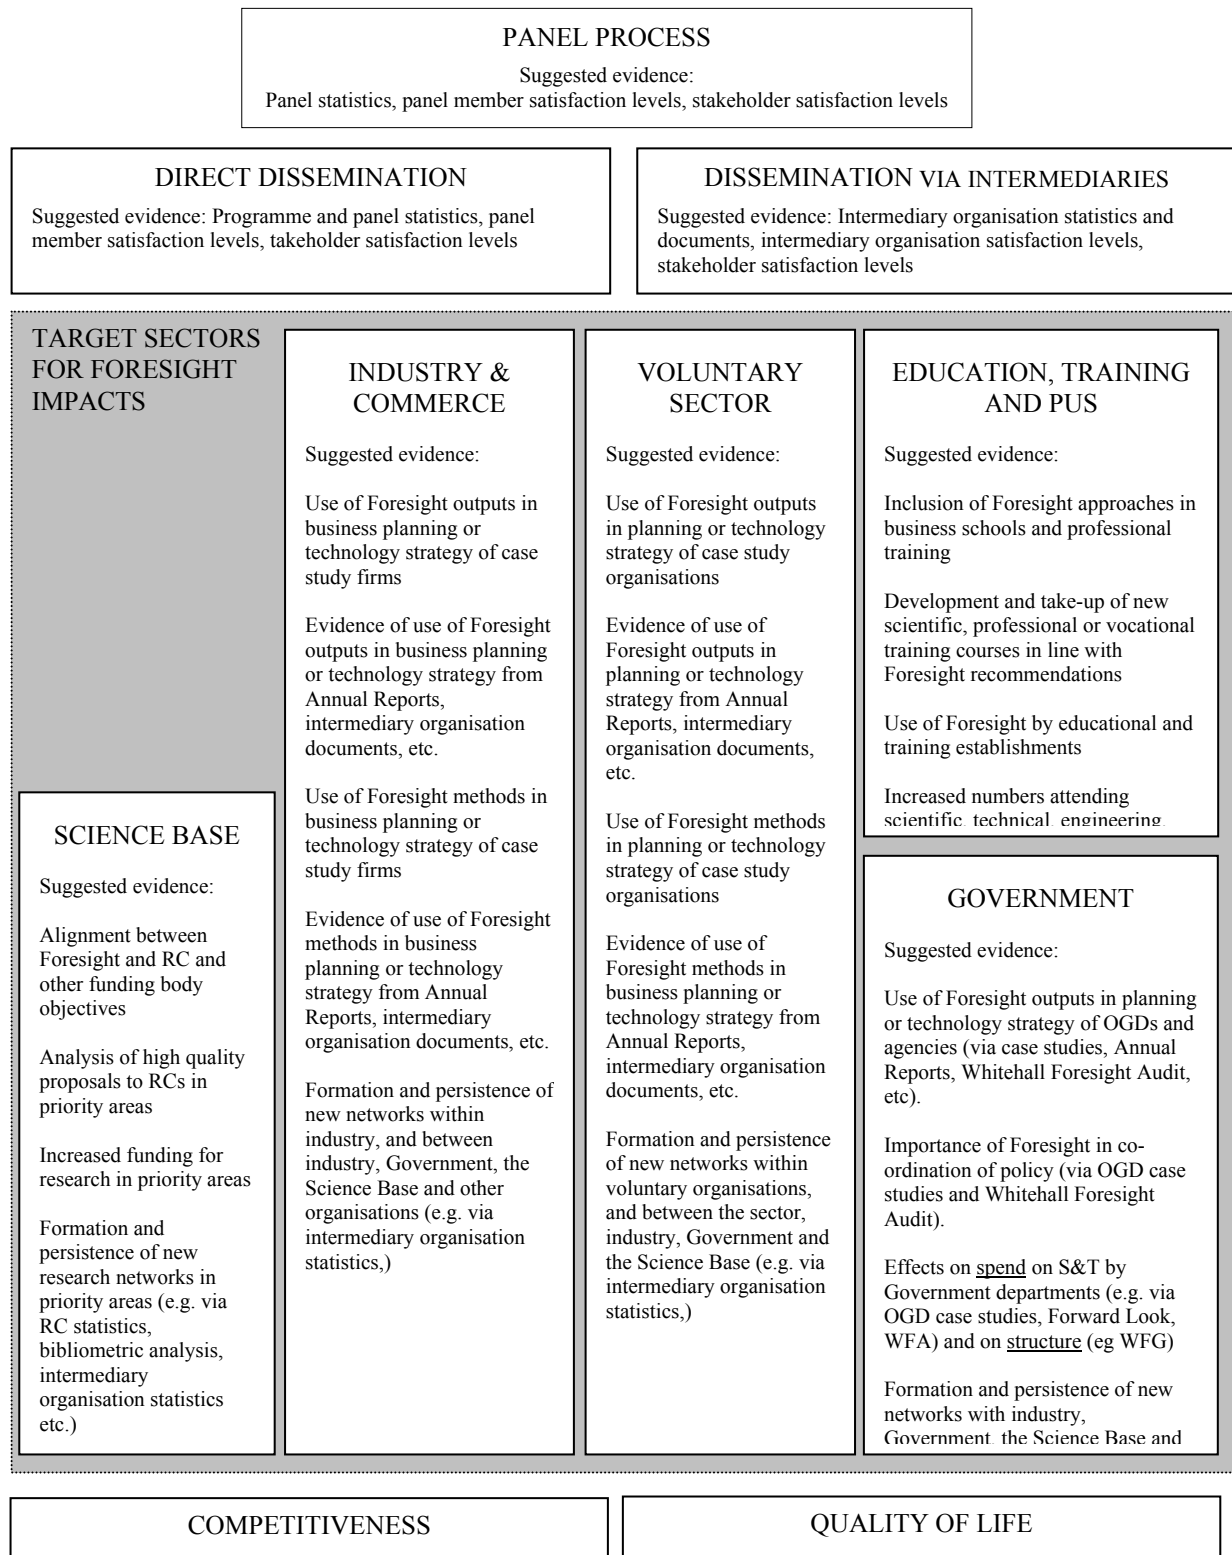 PANEL PROCESS
Suggested evidence:
Panel statistics, panel member satisfaction levels, stakeholder satisfaction levels
DIRECT DISSEMINATION
Suggested evidence: Programme and panel statistics, panel
member satisfaction levels, takeholder satisfaction levels
DISSEMINATION VIA INTERMEDIARIES
Suggested evidence: Intermediary organisation statistics and
documents, intermediary organisation satisfaction levels,
stakeholder satisfaction levels
TARGET SECTORS
FOR FORESIGHT
IMPACTS
SCIENCE BASE
Suggested evidence:
Alignment between
Foresight and RC and
other funding body
objectives
Analysis of high quality
proposals to RCs in
priority areas
Increased funding for
research in priority areas
Formation and
persistence of new
research networks in
priority areas (e.g. via
RC statistics,
bibliometric analysis,
intermediary
organisation statistics
etc.)
INDUSTRY &
COMMERCE
Suggested evidence:
Use of Foresight outputs in
business planning or
technology strategy of case
study firms
Evidence of use of Foresight
outputs in business planning
or technology strategy from
Annual Reports,
intermediary organisation
documents, etc.
Use of Foresight methods in
business planning or
technology strategy of case
study firms
Evidence of use of Foresight
methods in business
planning or technology
strategy from Annual
Reports, intermediary
organisation documents, etc.
Formation and persistence of
new networks within
industry, and between
industry, Government, the
Science Base and other
organisations (e.g. via
intermediary organisation
statistics,)
VOLUNTARY
SECTOR
Suggested evidence:
Use of Foresight outputs
in planning or technology
strategy of case study
organisations
Evidence of use of
Foresight outputs in
planning or technology
strategy from Annual
Reports, intermediary
organisation documents,
etc.
Use of Foresight methods
in planning or technology
strategy of case study
organisations
Evidence of use of
Foresight methods in
business planning or
technology strategy from
Annual Reports,
intermediary organisation
documents, etc.
Formation and persistence
of new networks within
voluntary organisations,
and between the sector,
industry, Government and
the Science Base (e.g. via
intermediary organisation
statistics,)
EDUCATION, TRAINING
AND PUS
Suggested evidence:
Inclusion of Foresight approaches in
business schools and professional
training
Development and take-up of new
scientific, professional or vocational
training courses in line with
Foresight recommendations
Use of Foresight by educational and
training establishments
Increased numbers attending
scientific, technical, engineering,
GOVERNMENT
Suggested evidence:
Use of Foresight outputs in planning
or technology strategy of OGDs and
agencies (via case studies, Annual
Reports, Whitehall Foresight Audit,
etc).
Importance of Foresight in co-
ordination of policy (via OGD case
studies and Whitehall Foresight
Audit).
Effects on spend on S&T by
Government departments (e.g. via
OGD case studies, Forward Look,
WFA) and on structure (eg WFG)
Formation and persistence of new
networks with industry,
Government, the Science Base and
COMPETITIVENESS
QUALITY OF LIFE